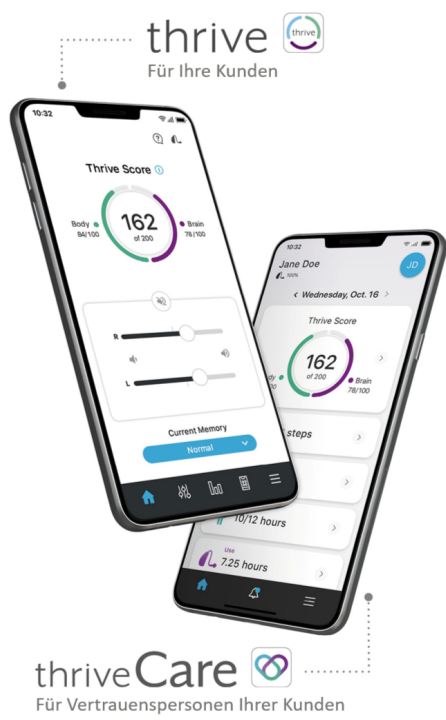 thrive
thrive
Für Ihre Kunden
10:32
Thrive Score
Body
84/100
162
of 200
Brain
78/100
R
L
Current Memory
Normal
10:32
Jane Doe
100%
JD
< Wednesday, Oct. 16 >
Thrive Score
162
of 200
Brain
78/100
steps
10/12 hours
Use
7.25 hours
thriveCare
Für Vertrauenspersonen Ihrer Kunden